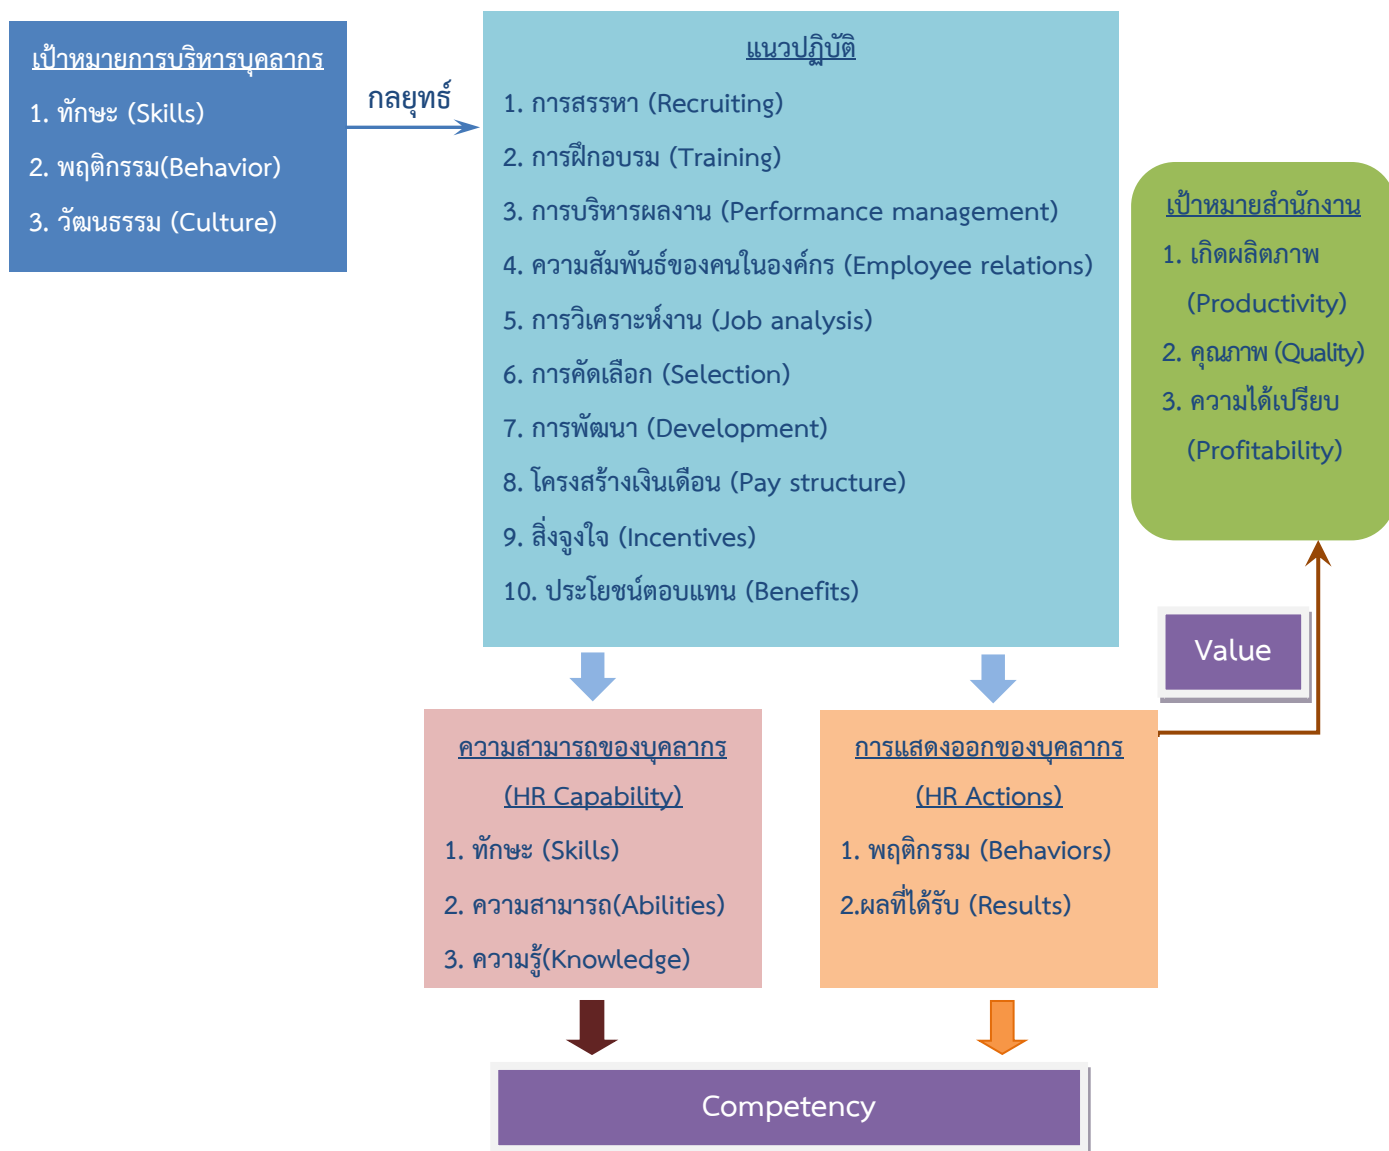 เป้าหมายการบริหารบุคลากร
1. ทักษะ (Skills)
2. พฤติกรรม(Behavior)
3. วัฒนธรรม (Culture)
กลยุทธ์
แนวปฏิบัติ
1. การสรรหา (Recruiting)
2. การฝึกอบรม (Training)
3. การบริหารผลงาน (Performance management)
4. ความสัมพันธ์ของคนในองค์กร (Employee relations)
5. การวิเคราะห์งาน (Job analysis)
6. การคัดเลือก (Selection)
7. การพัฒนา (Development)
8. โครงสร้างเงินเดือน (Pay structure)
9. สิ่งจูงใจ (Incentives)
10. ประโยชน์ตอบแทน (Benefits)
เป้าหมายสำนักงาน
1. เกิดผลิตภาพ
(Productivity)
2. คุณภาพ (Quality)
3. ความได้เปรียบ
(Profitability)
Value
ความสามารถของบุคลากร
(HR Capability)
1. ทักษะ (Skills)
2. ความสามารถ(Abilities)
3. ความรู้(Knowledge)
การแสดงออกของบุคลากร
(HR Actions)
1. พฤติกรรม (Behaviors)
2.ผลที่ได้รับ (Results)
Competency